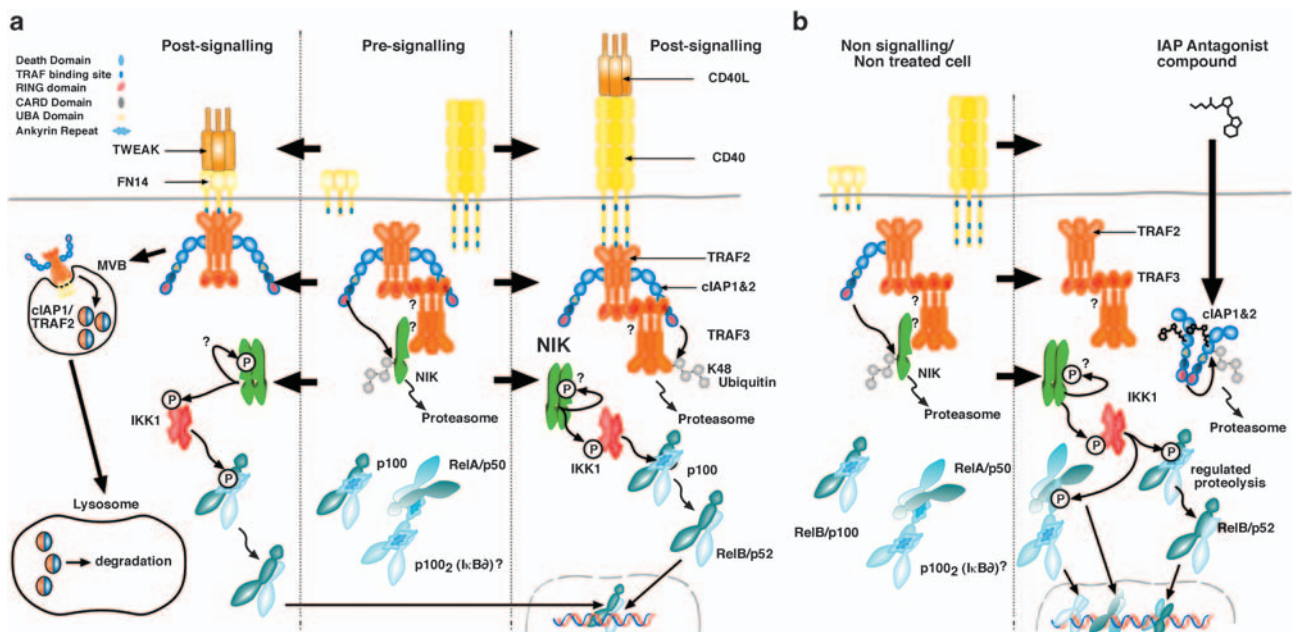 a
Post-signalling
Pre-signalling
Post-signalling
Death Domain
TRAF binding site
RING domain
CARD Domain
UBA Domain
Ankyrin Repeat
TWEAK
FN14
CD40L
CD40
MVB
cIAP1/
TRAF2
?
P
P
IKK1
P
Lysosome
degradation
?
?
NIK
Proteasome
p100
RelA/p50
p100₂ (IκB∂)?
TRAF2
cIAP1&2
?
TRAF3
NIK
K48
Ubiquitin
P
?
Proteasome
P
IKK1
P
p100
RelB/p52
b
Non signalling/
Non treated cell
IAP Antagonist
compound
TRAF2
TRAF3
?
?
?
cIAP1&2
NIK
Proteasome
P
?
IKK1
Proteasome
P
P
regulated
proteolysis
RelA/p50
P
RelB/p100
RelB/p52
p100₂ (IκB∂)?